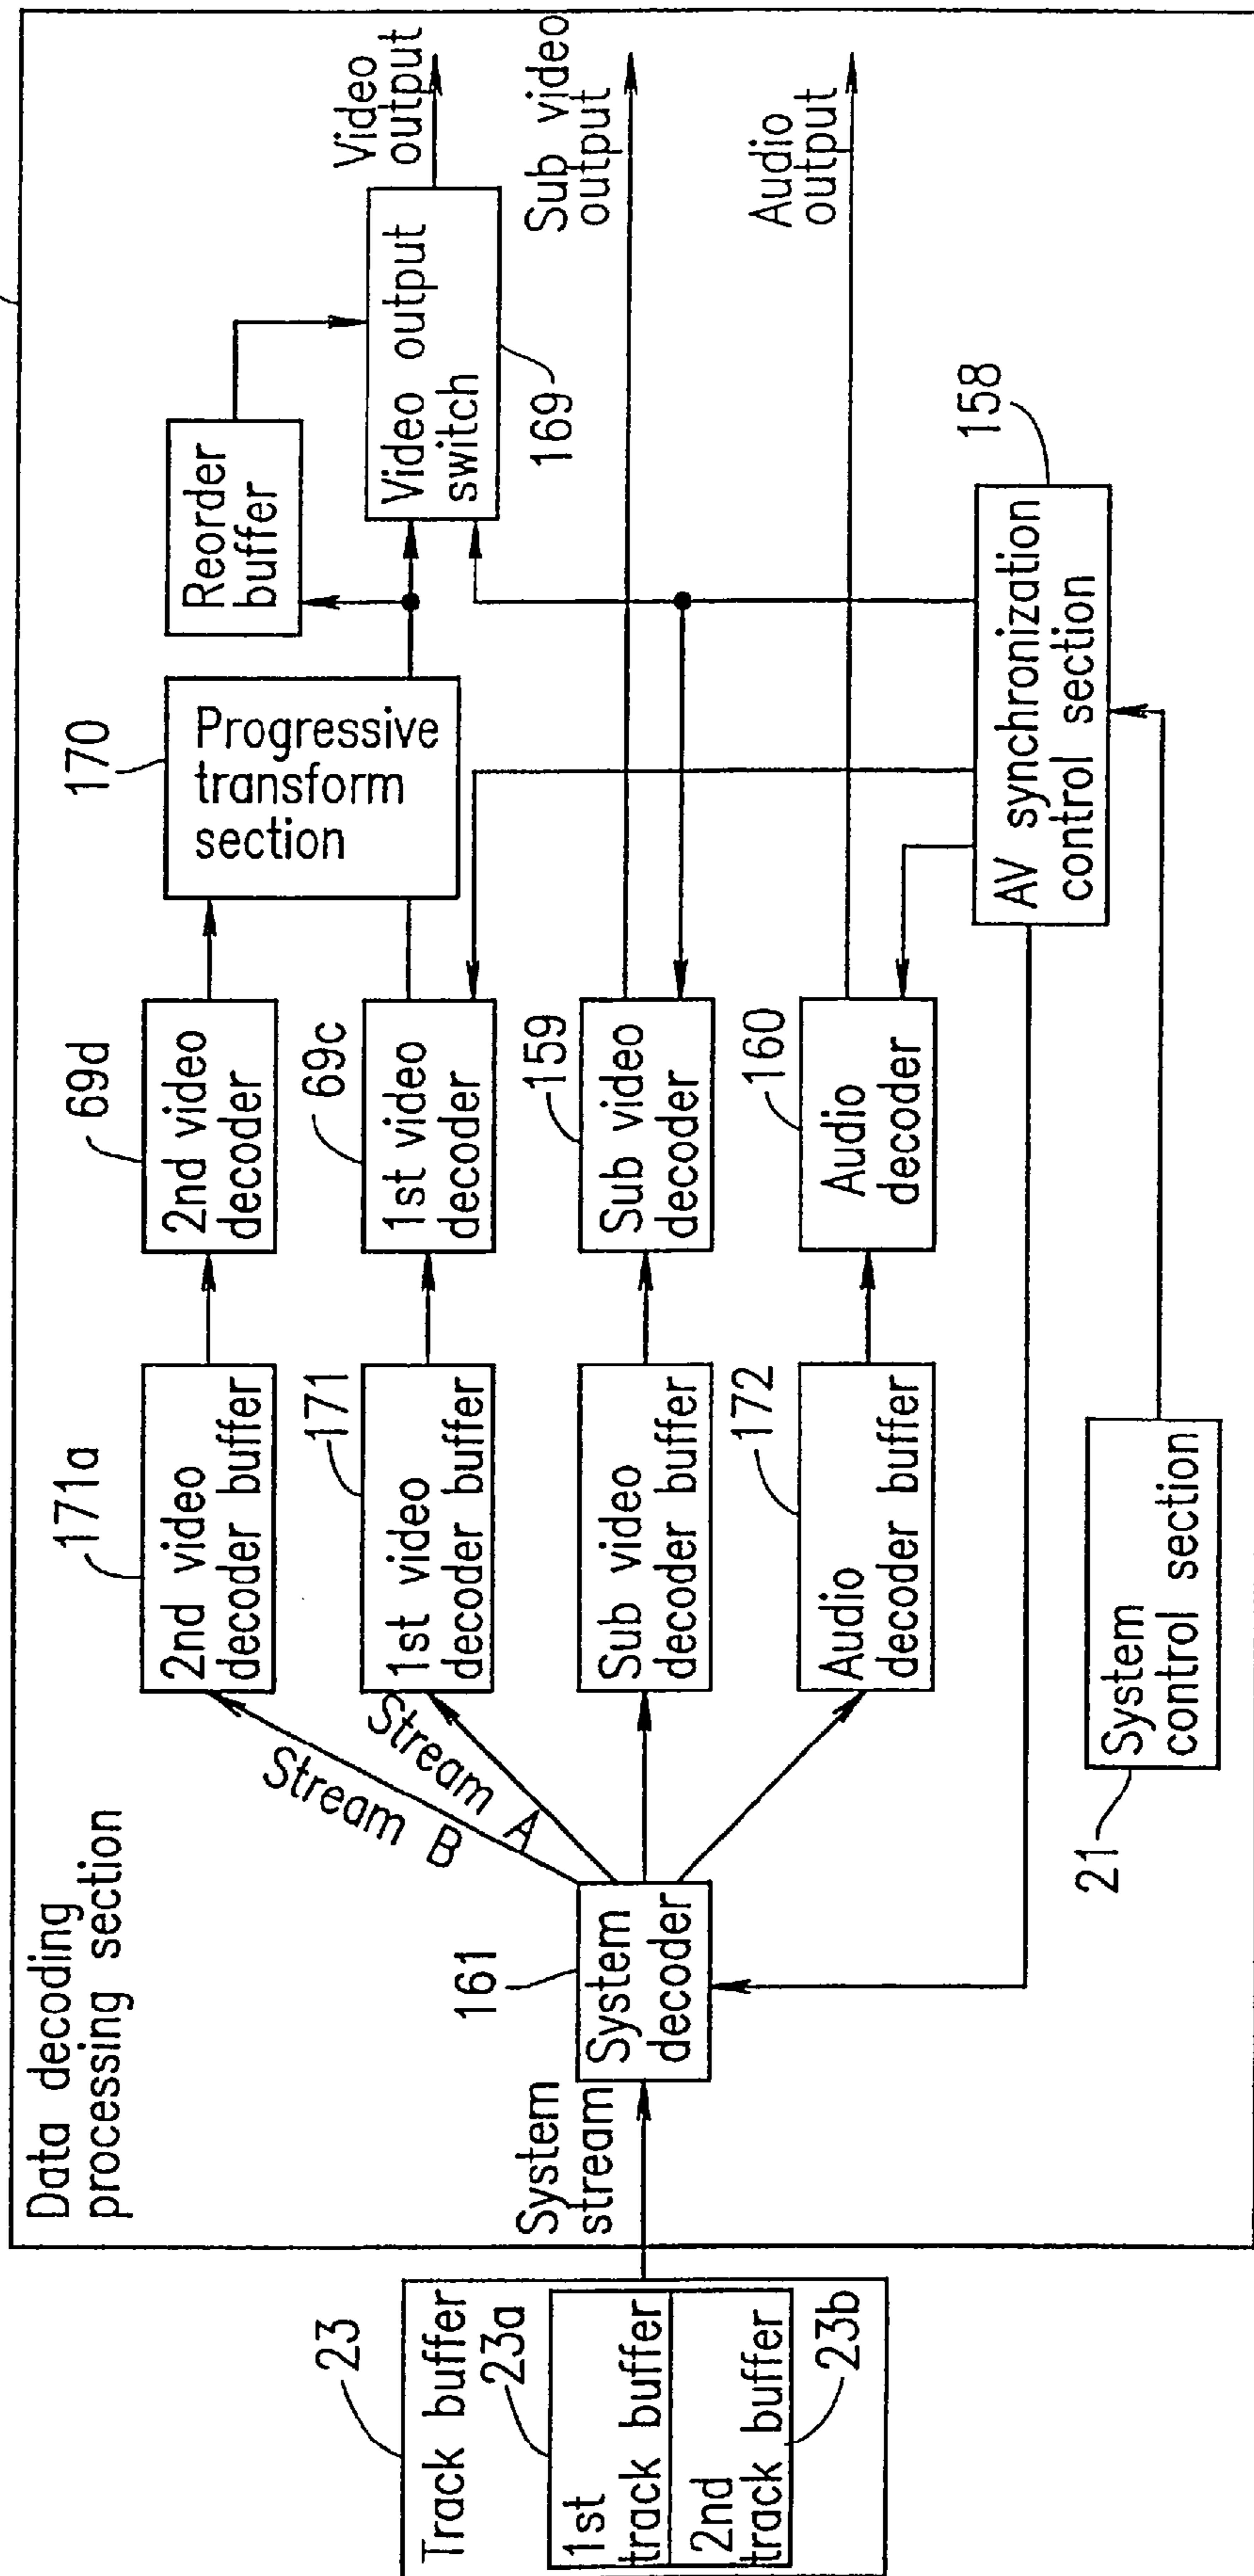 Data decoding
processing section
23
Track buffer
23a
1st
track buffer
2nd
track buffer
23b
System
stream
161
System
decoder
Stream B
Stream A
171a
2nd video
decoder buffer
171
1st video
decoder buffer
Sub video
decoder buffer
172
Audio
decoder buffer
69d
2nd video
decoder
69c
1st video
decoder
159
Sub video
decoder
160
Audio
decoder
170
Progressive
transform
section
Reorder
buffer
Video output
switch
169
Video
output
Sub video
output
Audio
output
158
AV synchronization
control section
21
System
control section